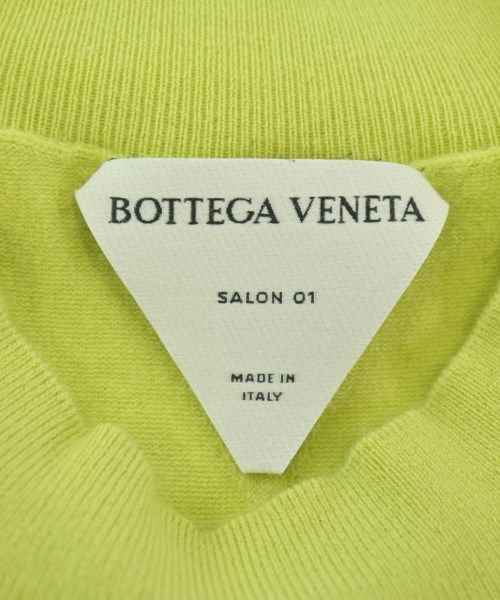 BOTTEGA VENETA
SALON 01
MADE IN
ITALY